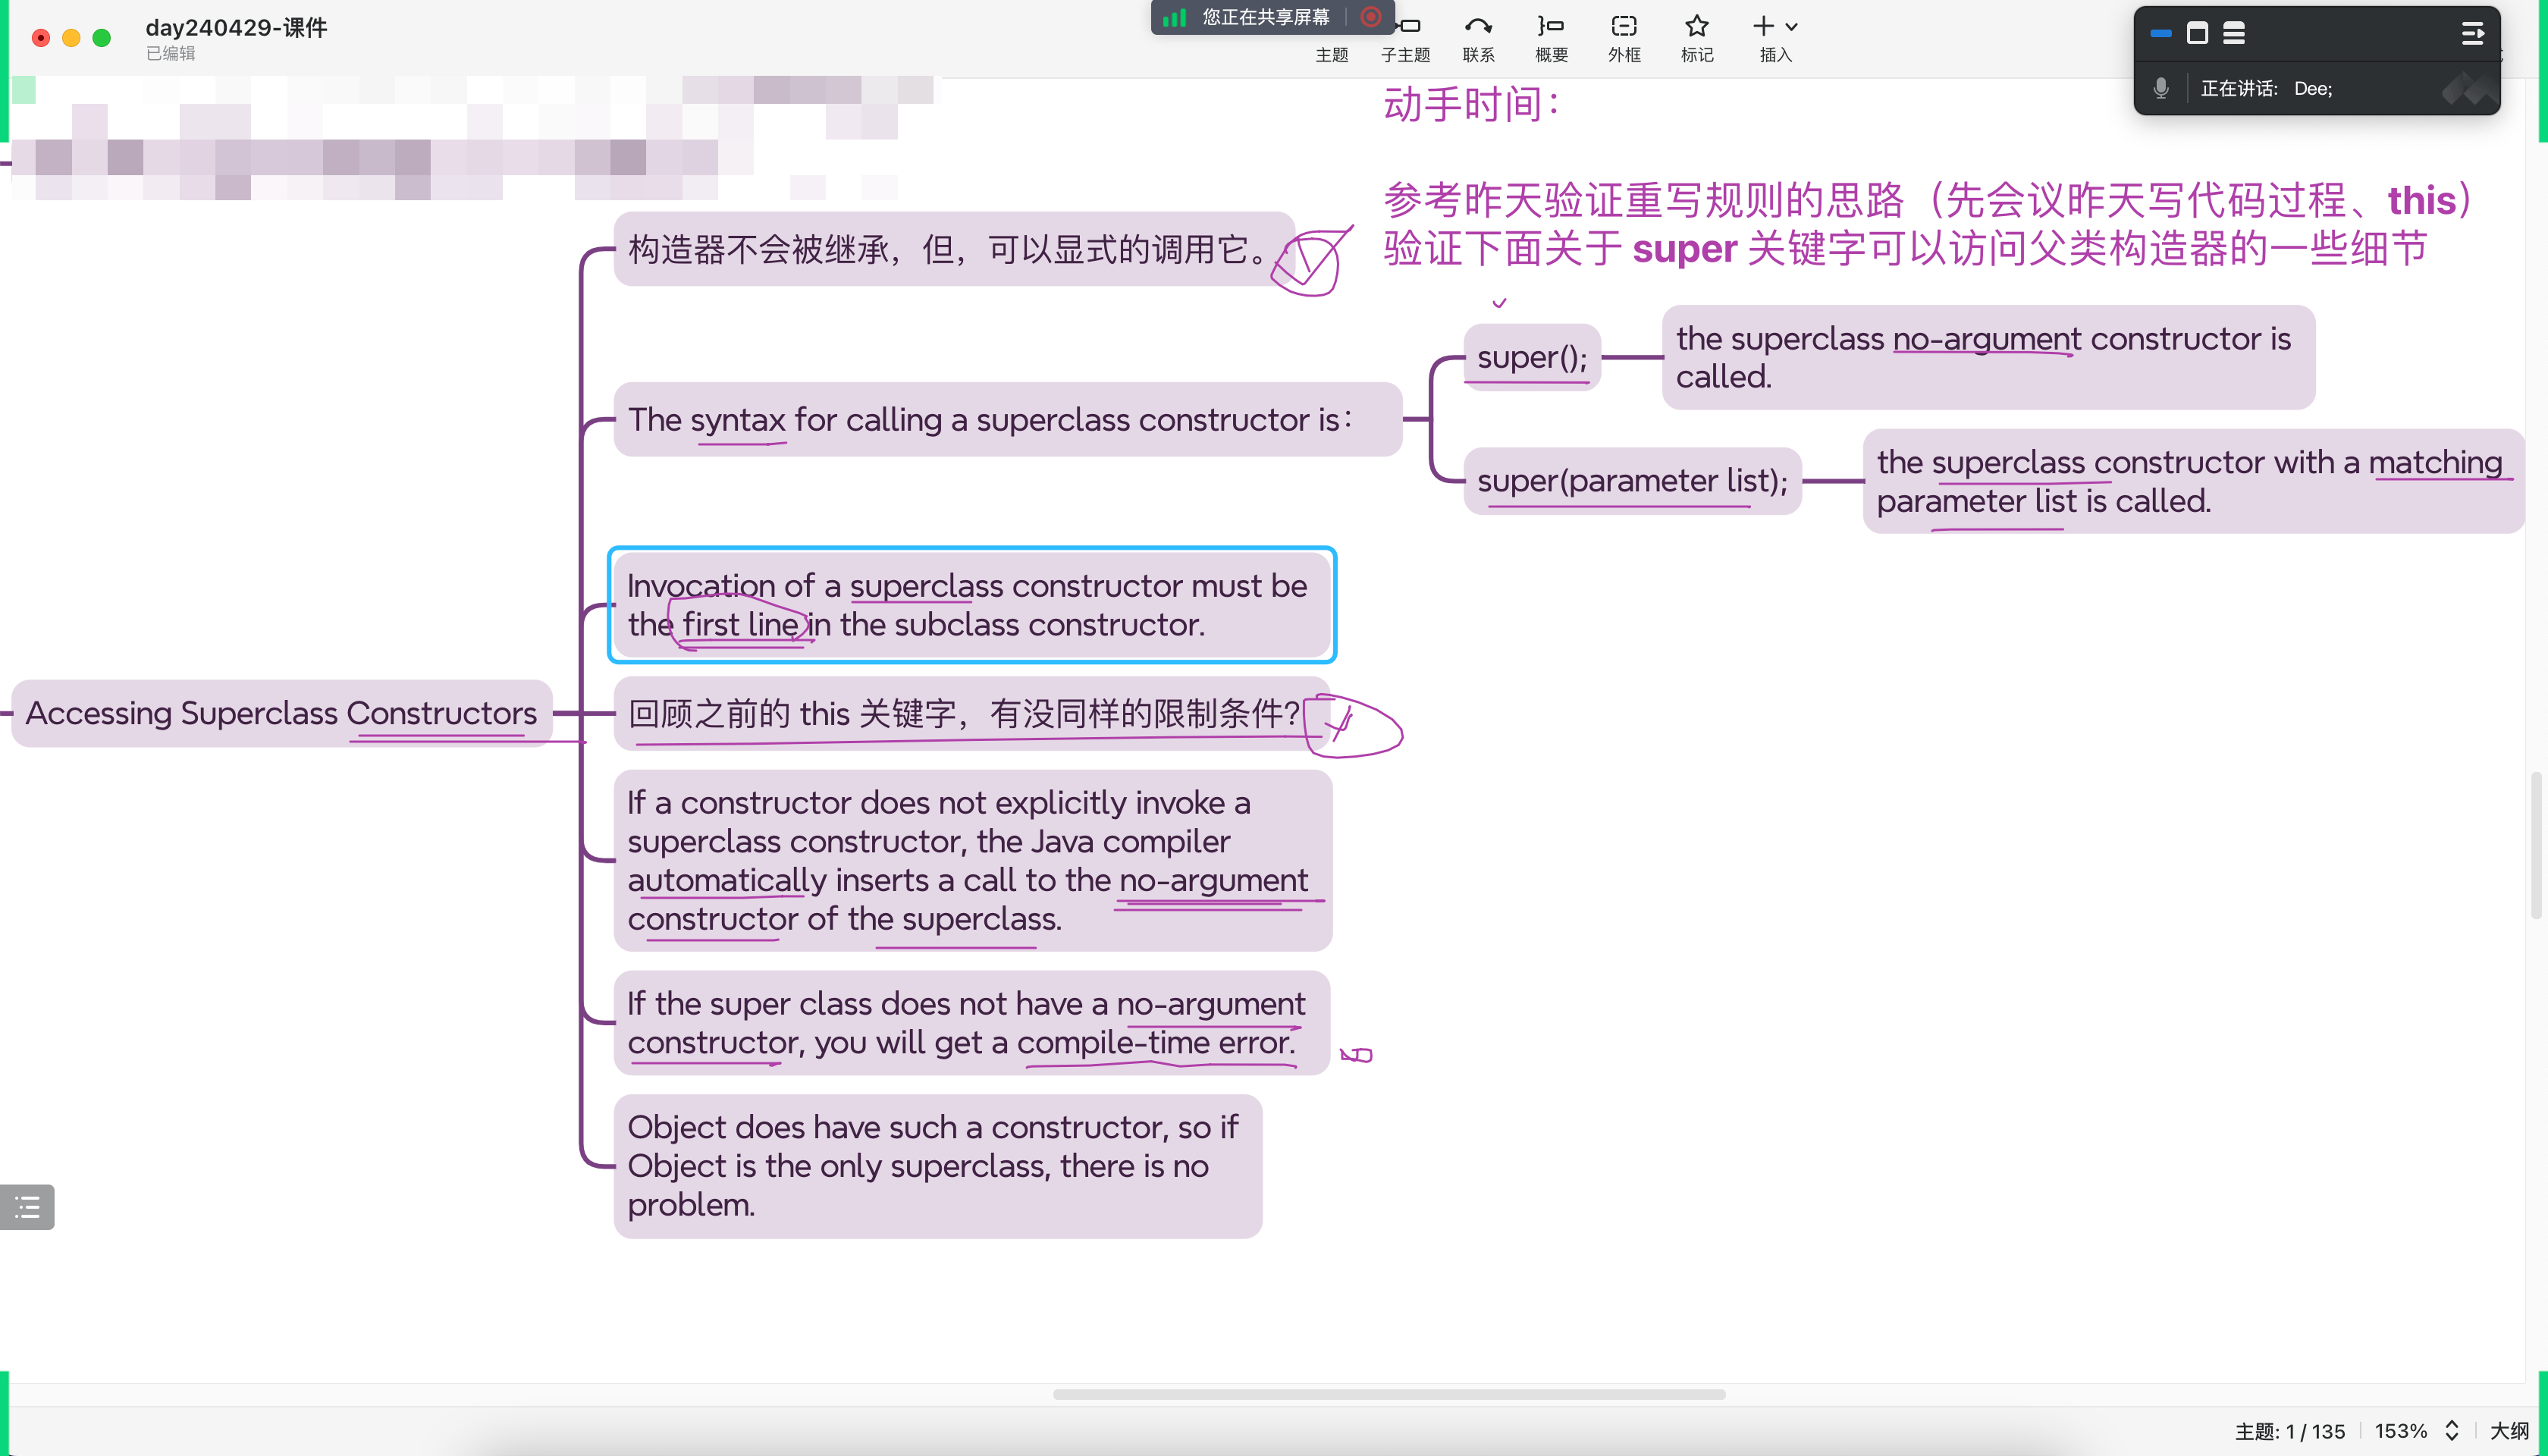 day240429-课件
已编辑
您正在共享屏幕
主题
子主题
联系
概要
外框
标记
插入
正在讲话: Dee;
动手时间：
参考昨天验证重写规则的思路（先会议昨天写代码过程、this）
验证下面关于 super 关键字可以访问父类构造器的一些细节
构造器不会被继承，但，可以显式的调用它。
The syntax for calling a superclass constructor is：
super();
the superclass no-argument constructor is
called.
super(parameter list);
the superclass constructor with a matching
parameter list is called.
Invocation of a superclass constructor must be
the first line in the subclass constructor.
Accessing Superclass Constructors
回顾之前的 this 关键字，有没同样的限制条件？
If a constructor does not explicitly invoke a
superclass constructor, the Java compiler
automatically inserts a call to the no-argument
constructor of the superclass.
If the super class does not have a no-argument
constructor, you will get a compile-time error.
Object does have such a constructor, so if
Object is the only superclass, there is no
problem.
主题: 1 / 135
153%
大纲